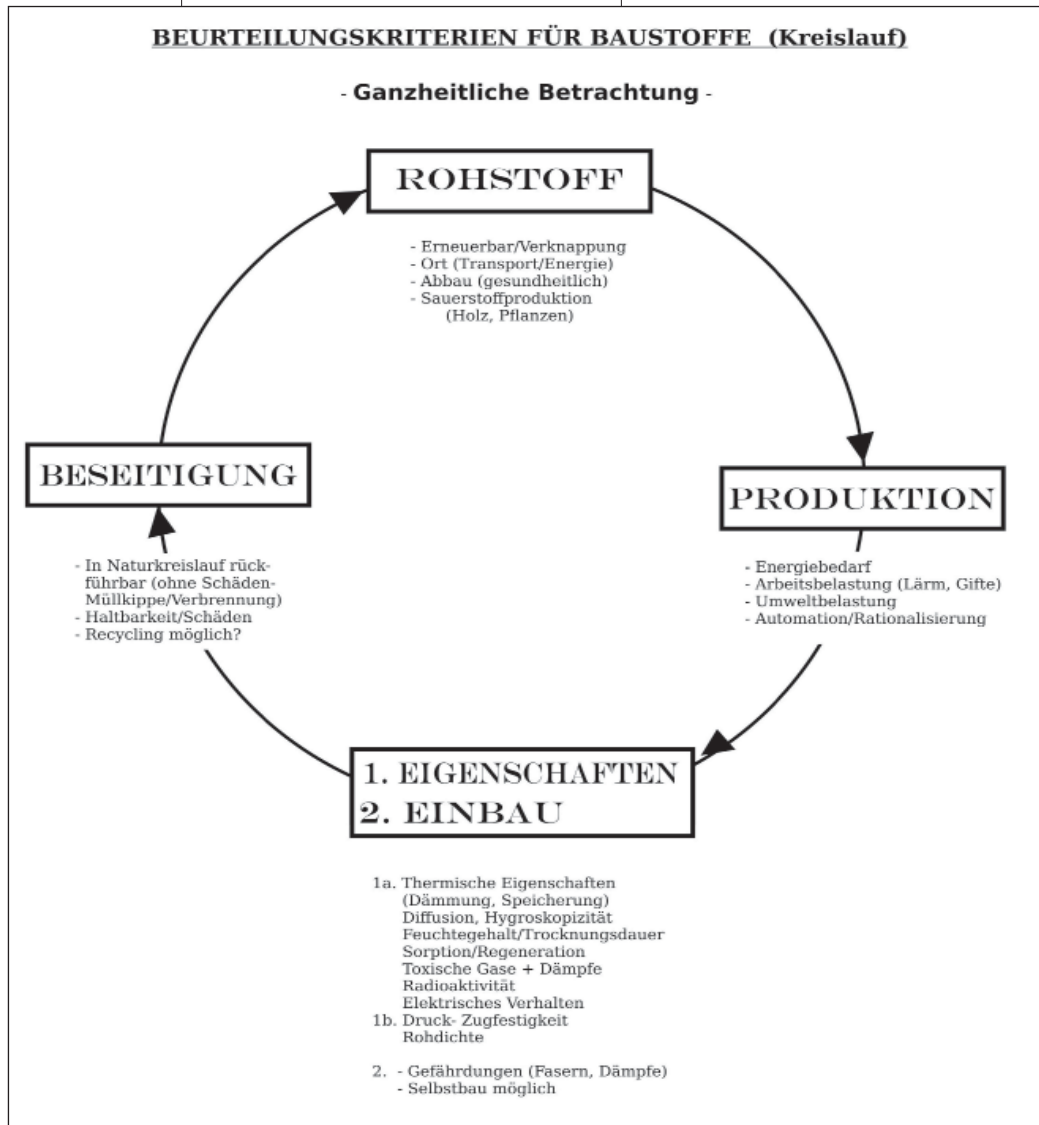 BEURTEILUNGSKRITERIEN FÜR BAUSTOFFE (Kreislauf)
- Ganzheitliche Betrachtung -
ROHSTOFF
- Erneuerbar/Verknappung
- Ort (Transport/Energie)
- Abbau (gesundheitlich)
- Sauerstoffproduktion
(Holz, Pflanzen)
PRODUKTION
- Energiebedarf
- Arbeitsbelastung (Lärm, Gifte)
- Umweltbelastung
- Automation/Rationalisierung
1. EIGENSCHAFTEN
2. EINBAU
1a. Thermische Eigenschaften
(Dämmung, Speicherung)
Diffusion, Hygroskopizität
Feuchtegehalt/Trocknungsdauer
Sorption/Regeneration
Toxische Gase + Dämpfe
Radioaktivität
Elektrisches Verhalten
1b. Druck- Zugfestigkeit
Rohdichte
2. - Gefährdungen (Fasern, Dämpfe)
- Selbstbau möglich
BESEITIGUNG
- In Naturkreislauf rück-
führbar (ohne Schäden-
Müllkippe/Verbrennung)
- Haltbarkeit/Schäden
- Recycling möglich?